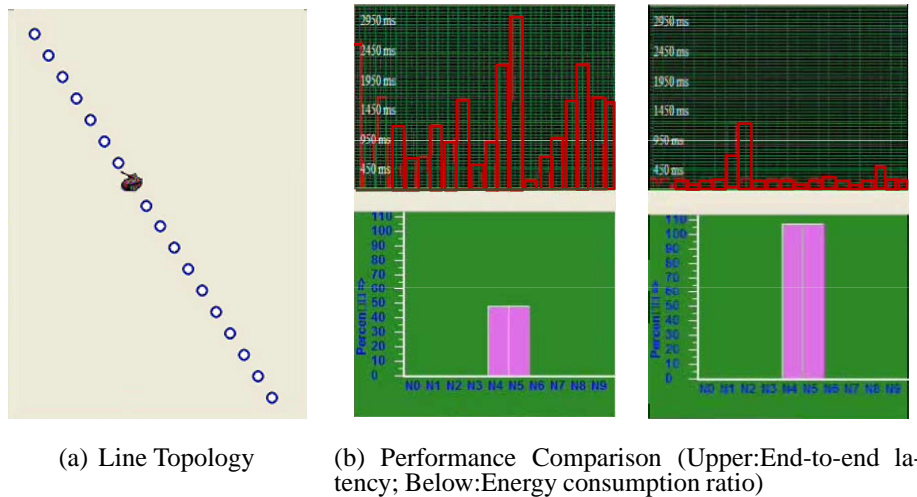 2950 ms
2450 ms
1950 ms
1450 ms
950 ms
450 ms
2950 ms
2450 ms
1950 ms
1450 ms
950 ms
450 ms
110
100
90
80
70
60
50
40
30
20
10
0
N0 N1 N2 N3 N4 N5 N6 N7 N8 N9
110
100
90
80
70
60
50
40
30
20
10
0
N0 N1 N2 N3 N4 N5 N6 N7 N8 N9
(a) Line Topology
(b) Performance Comparison (Upper:End-to-end la-
tency; Below:Energy consumption ratio)